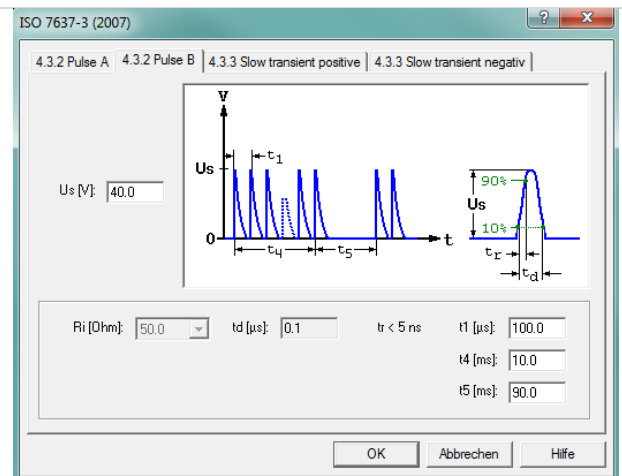 ISO 7637-3 (2007)
? x
4.3.2 Pulse A 4.3.2 Pulse B 4.3.3 Slow transient positive 4.3.3 Slow transient negativ
Us [V]: 40.0
V
Us
t1
0
t
t4 t5
90%
Us
10%
tr
td
Ri [Ohm]: 50.0 td [µs]: 0.1 tr < 5 ns t1 [µs]: 100.0
t4 [ms]: 10.0
t5 [ms]: 90.0
OK Abbrechen Hilfe